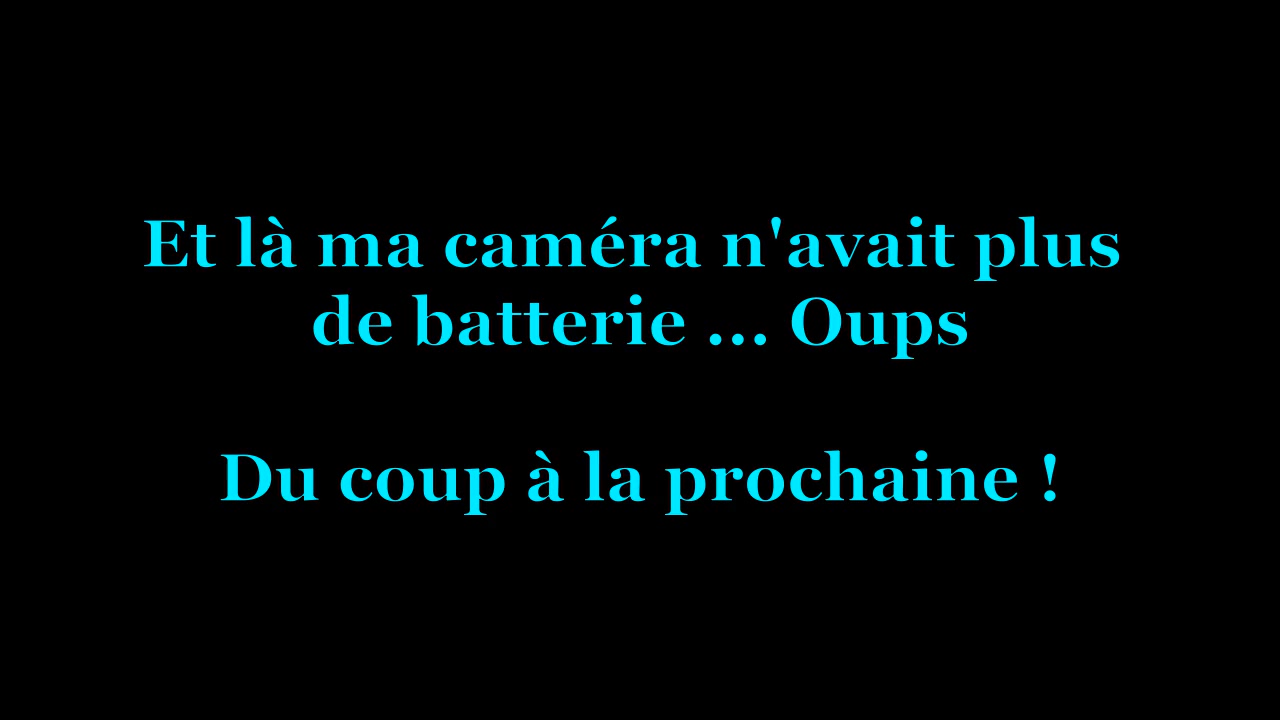 Et là ma caméra n'avait plus
de batterie ... Oups
Du coup à la prochaine !